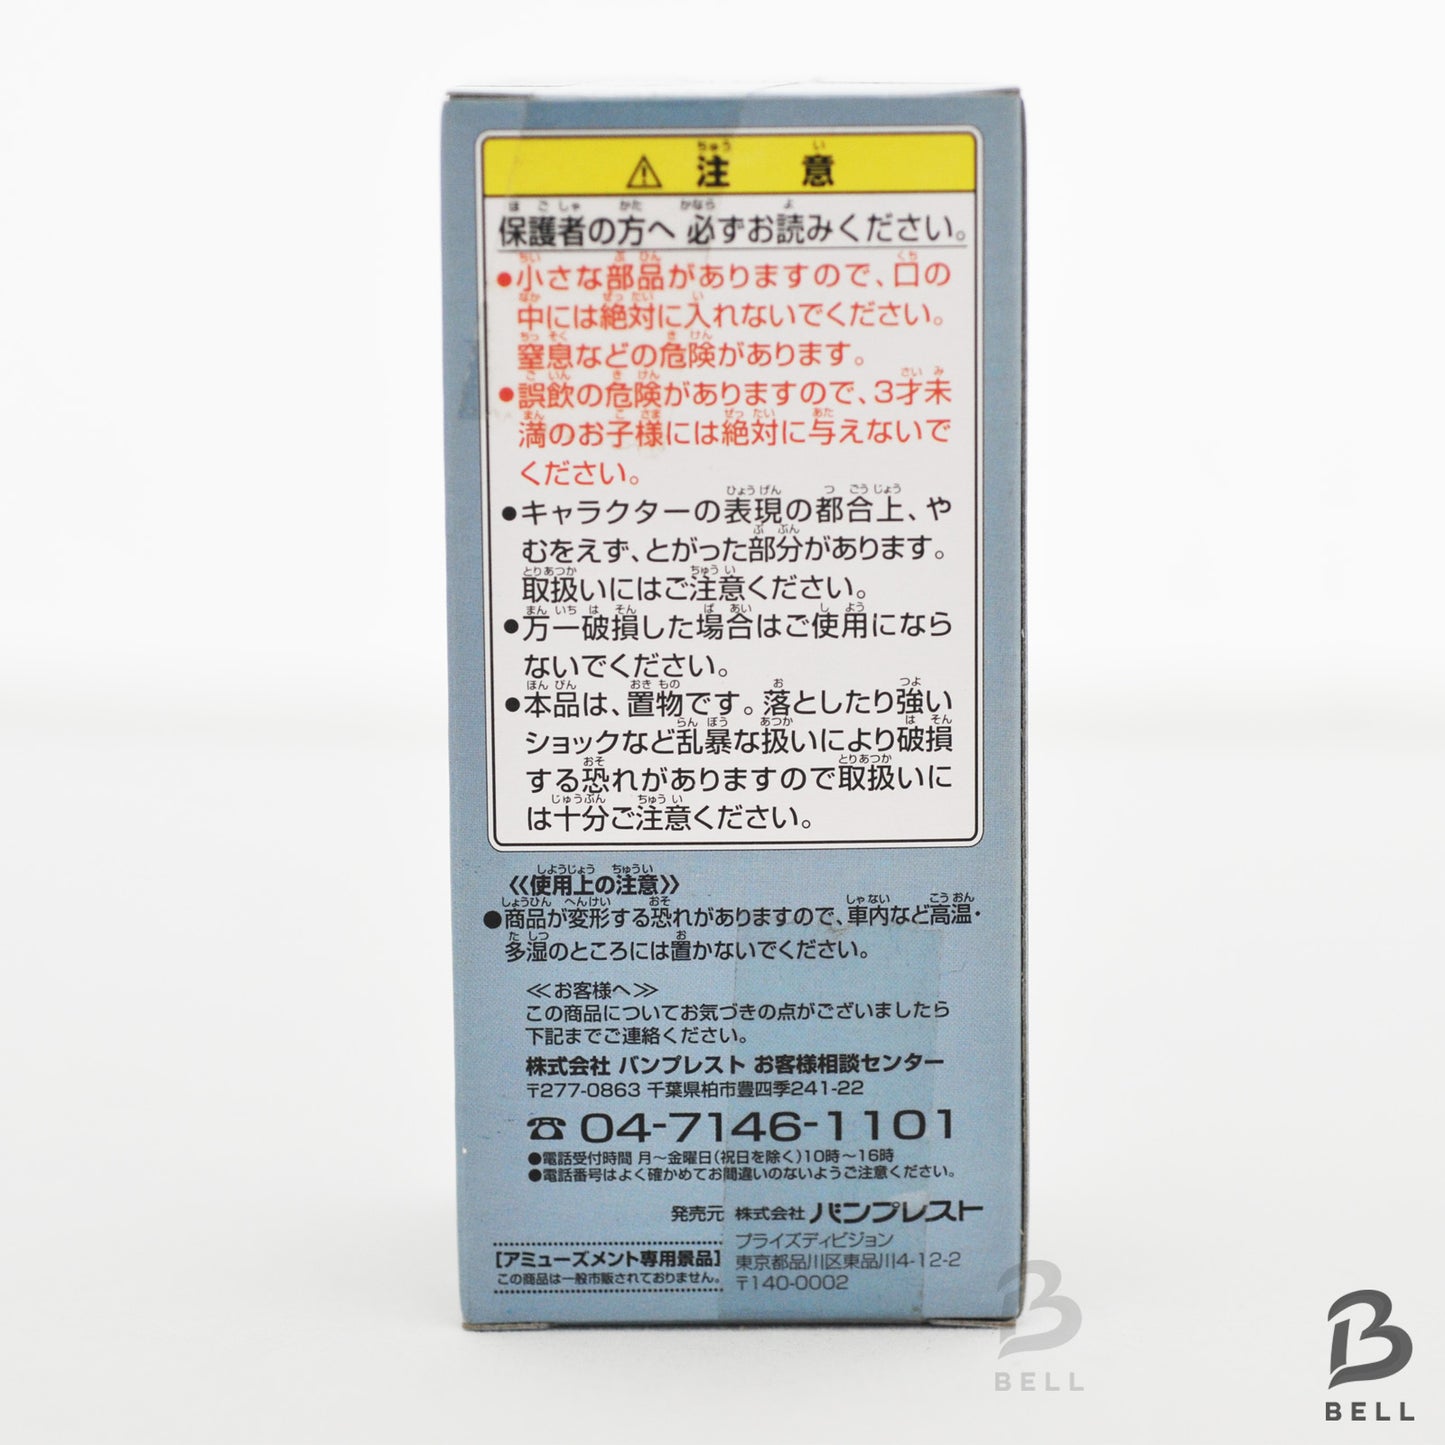 ⚠ 注意
保護者の方へ 必ずお読みください。
●小さな部品がありますので、口の
中には絶対に入れないでください。
窒息などの危険があります。
●誤飲の危険がありますので、3才未
満のお子様には絶対に与えないで
ください。
●キャラクターの表現の都合上、や
むをえず、とがった部分があります。
取扱いにはご注意ください。
●万一破損した場合はご使用になら
ないでください。
●本品は、置物です。落としたり強い
ショックなど乱暴な扱いにより破損
する恐れがありますので取扱いに
は十分ご注意ください。
《使用上の注意》
●商品が変形する恐れがありますので、車内など高温・
多湿のところには置かないでください。
≪お客様へ≫
この商品についてお気づきの点がございましたら
下記までご連絡ください。
株式会社 バンプレスト お客様相談センター
〒277-0863 千葉県柏市豊四季241-22
☎ 04-7146-1101
●電話受付時間 月～金曜日(祝日を除く)10時～16時
●電話番号はよく確かめてお間違いのないようご注意ください。
発売元 株式会社 バンプレスト
プライズディビジョン
東京都品川区東品川4-12-2
〒140-0002
[アミューズメント専用景品]
この商品は一般市販されておりません。
BELL
BELL